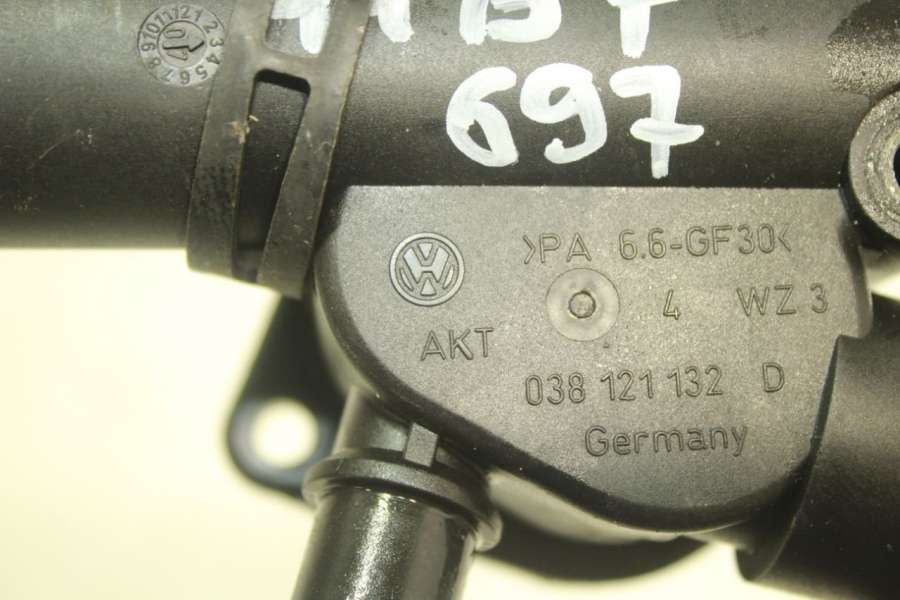 697
>PA 6.6-GF30<
4 WZ 3
AKT
038 121 132 D
Germany